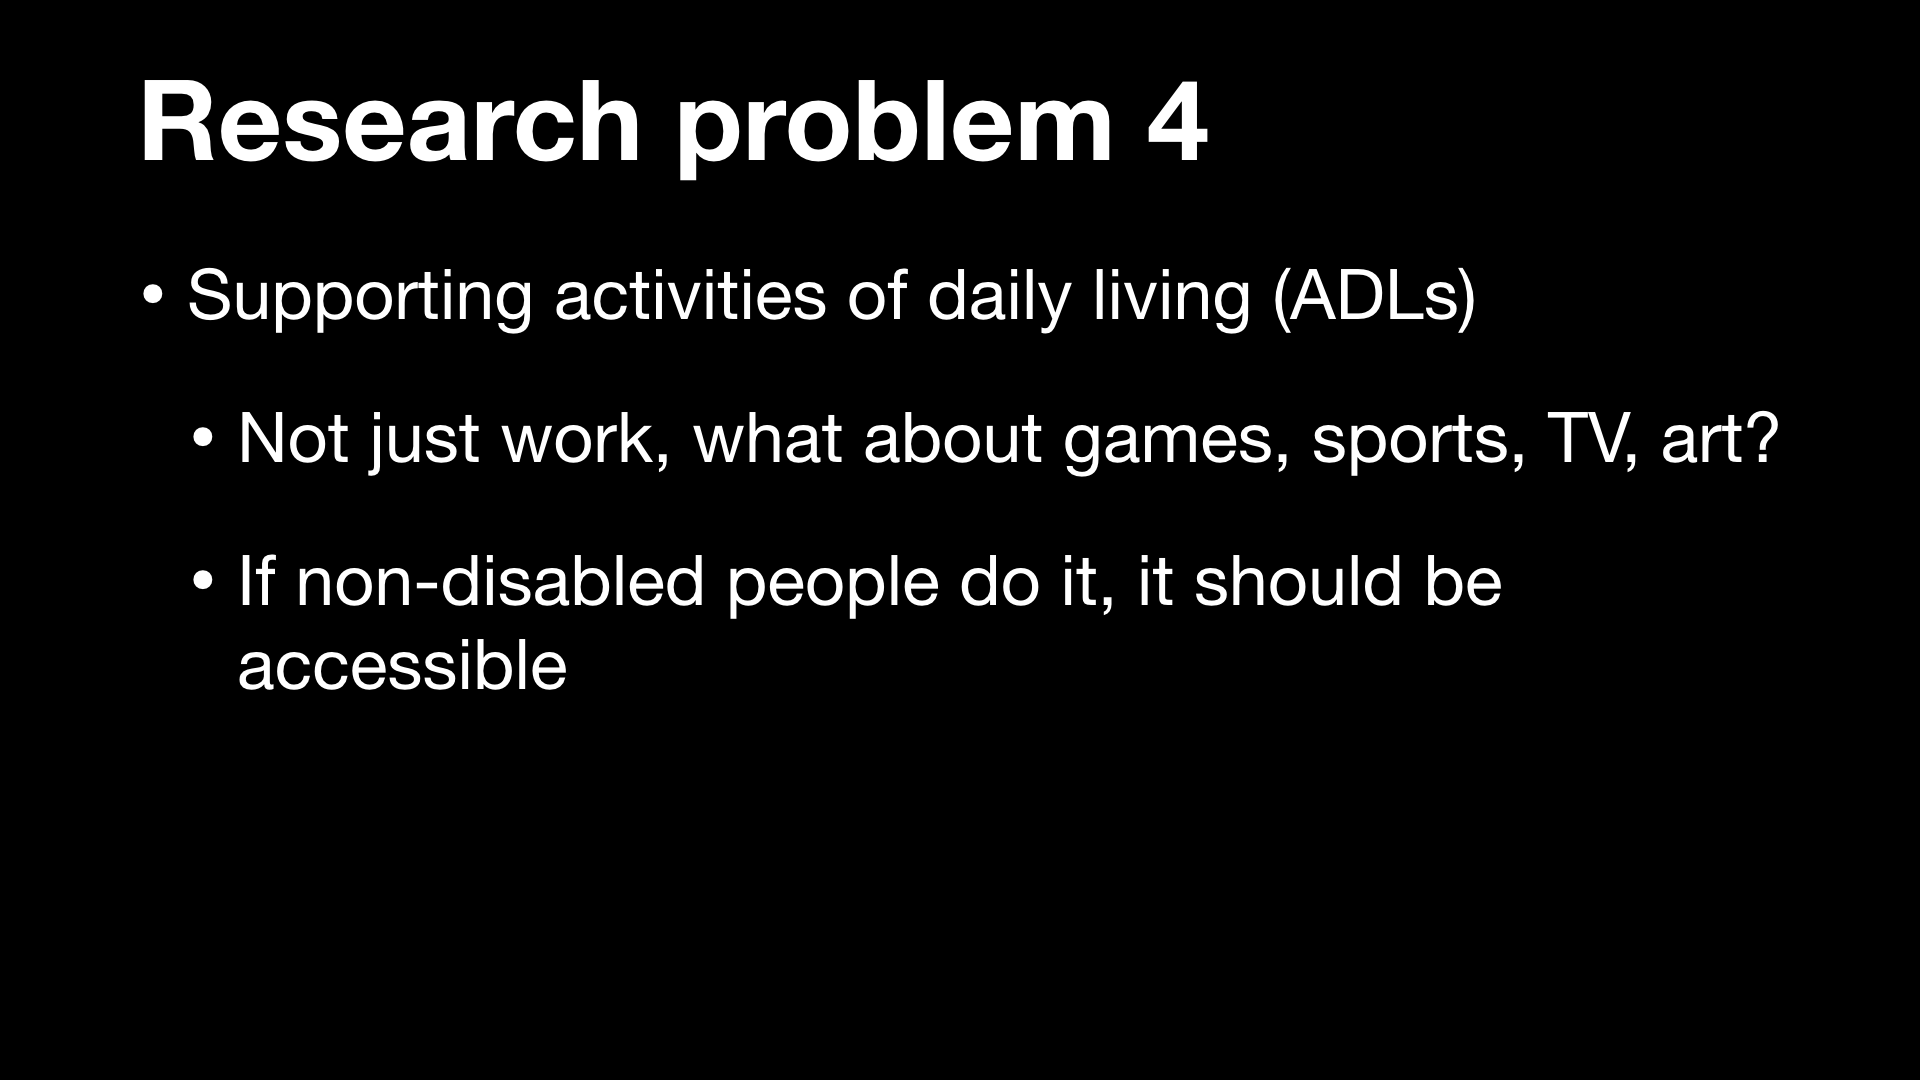 Research problem 4
• Supporting activities of daily living (ADLs)
• Not just work, what about games, sports, TV, art?
• If non-disabled people do it, it should be
accessible